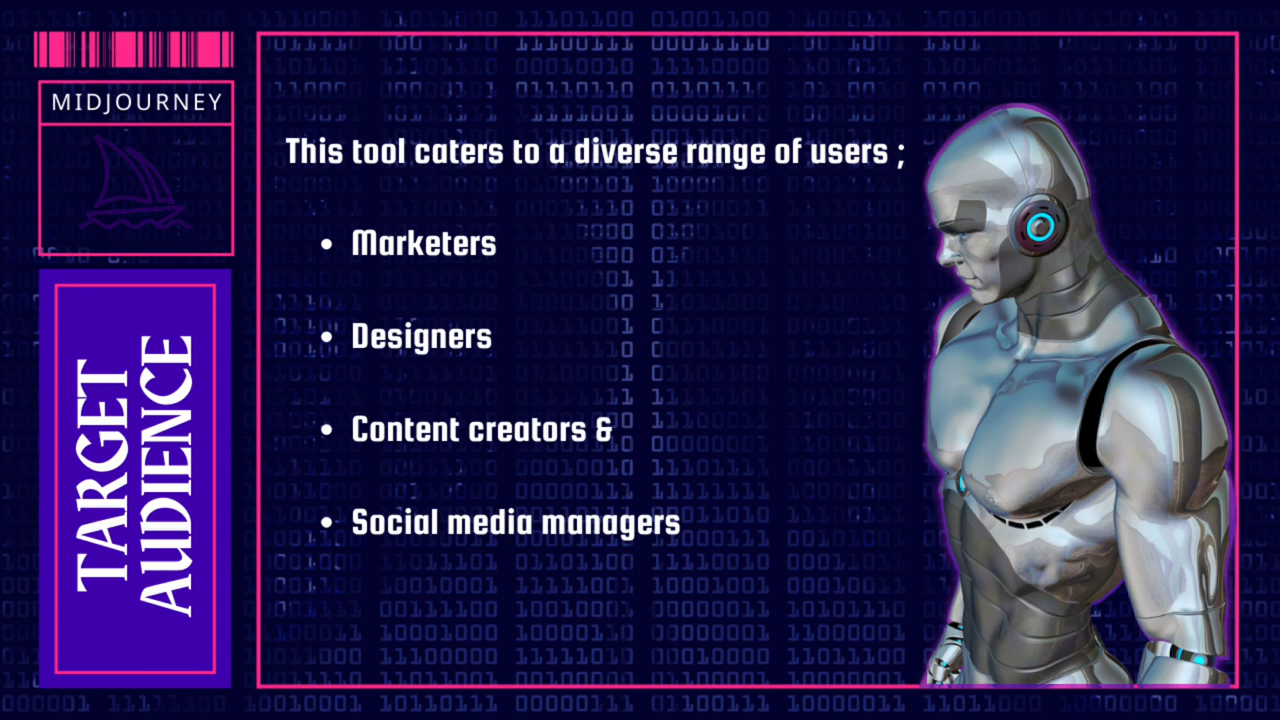 MIDJOURNEY
TARGET
AUDIENCE
This tool caters to a diverse range of users ;
• Marketers
• Designers
• Content creators &
• Social media managers